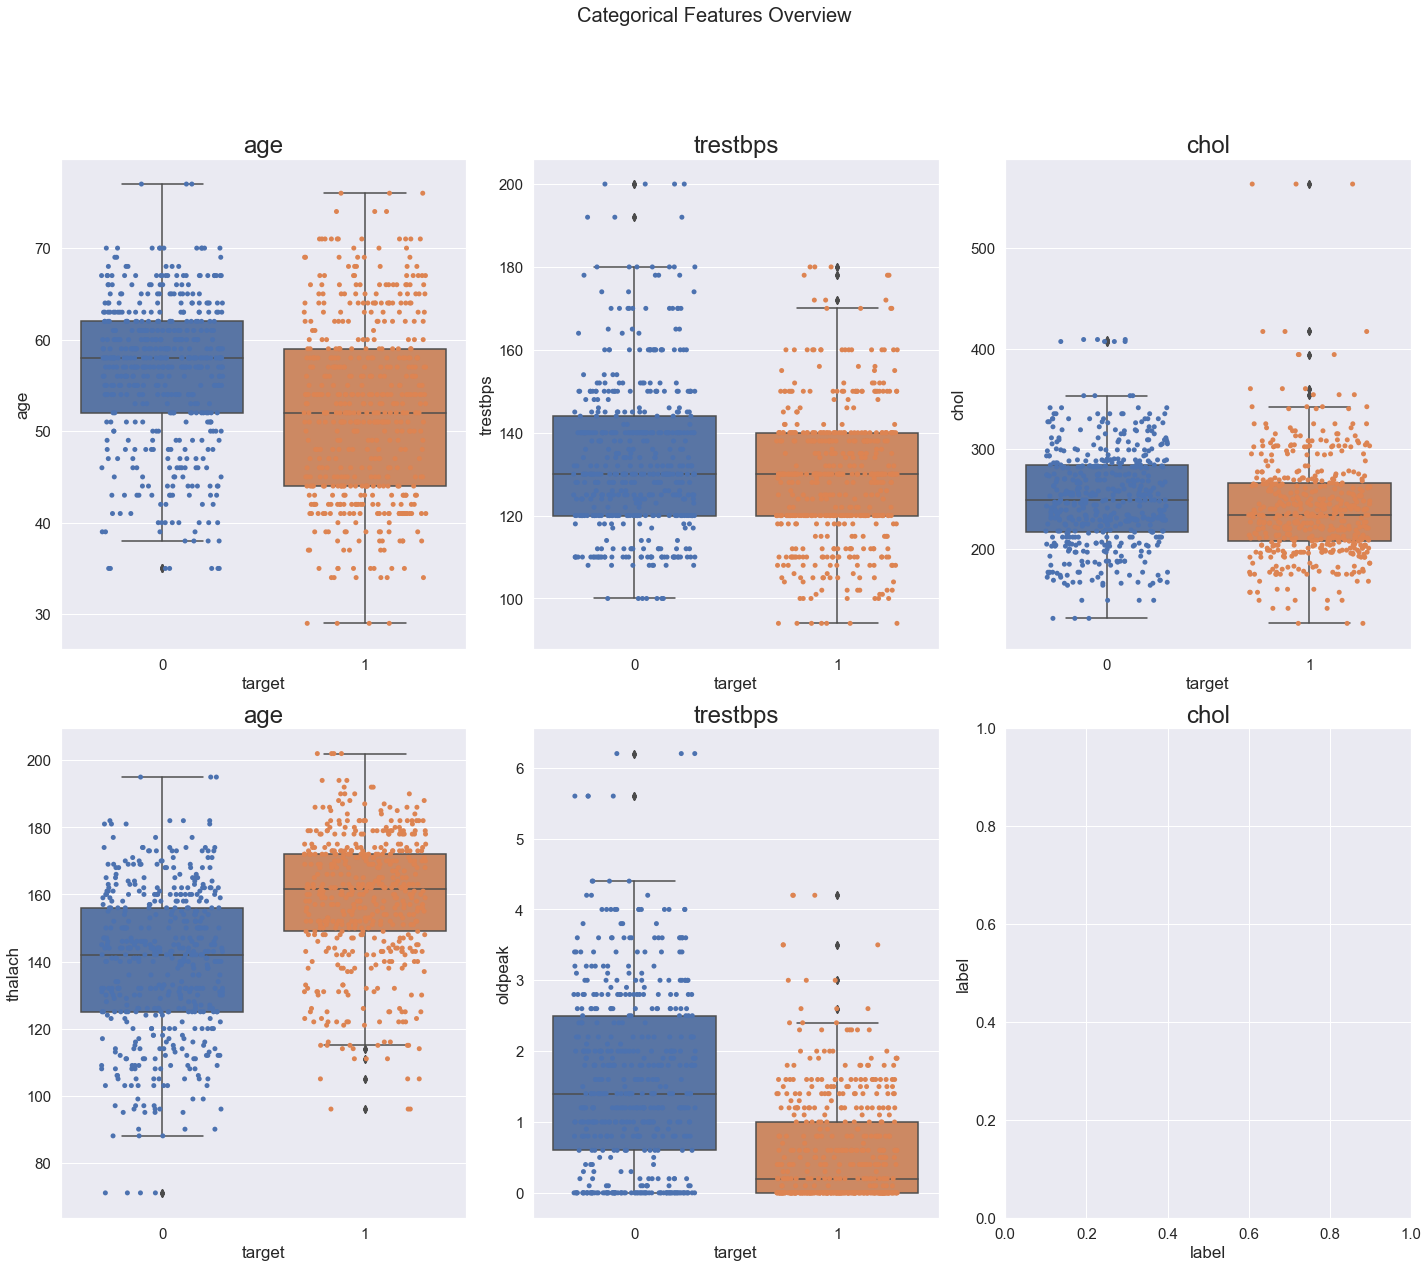 Categorical Features Overview
age
trestbps
chol
70
60
50
40
30
age
0
1
target
200
180
160
140
120
100
trestbps
0
1
target
500
400
300
200
chol
0
1
target
age
trestbps
chol
200
180
160
140
120
100
80
thalach
0
1
target
6
5
4
3
2
1
0
oldpeak
0
1
target
1.0
0.8
0.6
0.4
0.2
0.0
label
0.0
0.2
0.4
0.6
0.8
1.0
label